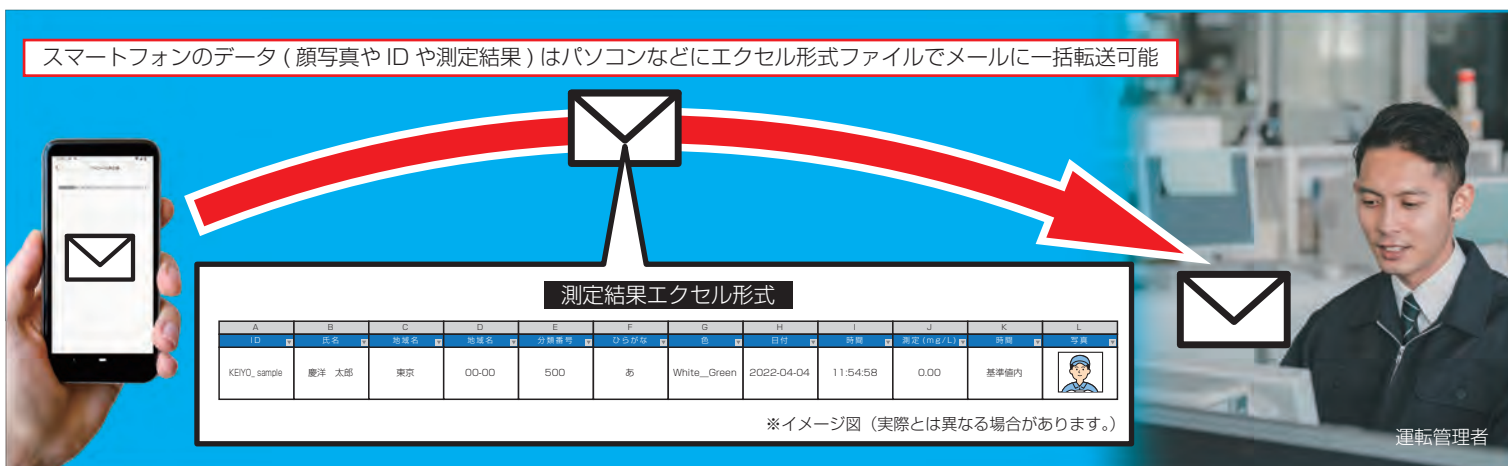 スマートフォンのデータ ( 顔写真や ID や測定結果 ) はパソコンなどにエクセル形式ファイルでメールに一括転送可能
測定結果エクセル形式
A B C D E F G H I J K L
ID 氏名 地域名 地域名 分類番号 ひらがな 色 日付 時間 測定 (mg/L) 時間 写真
KEIYO_sample 慶洋 太郎 東京 00-00 500 あ White__Green 2022-04-04 11:54:58 0.00 基準値内
※イメージ図（実際とは異なる場合があります。）
運転管理者